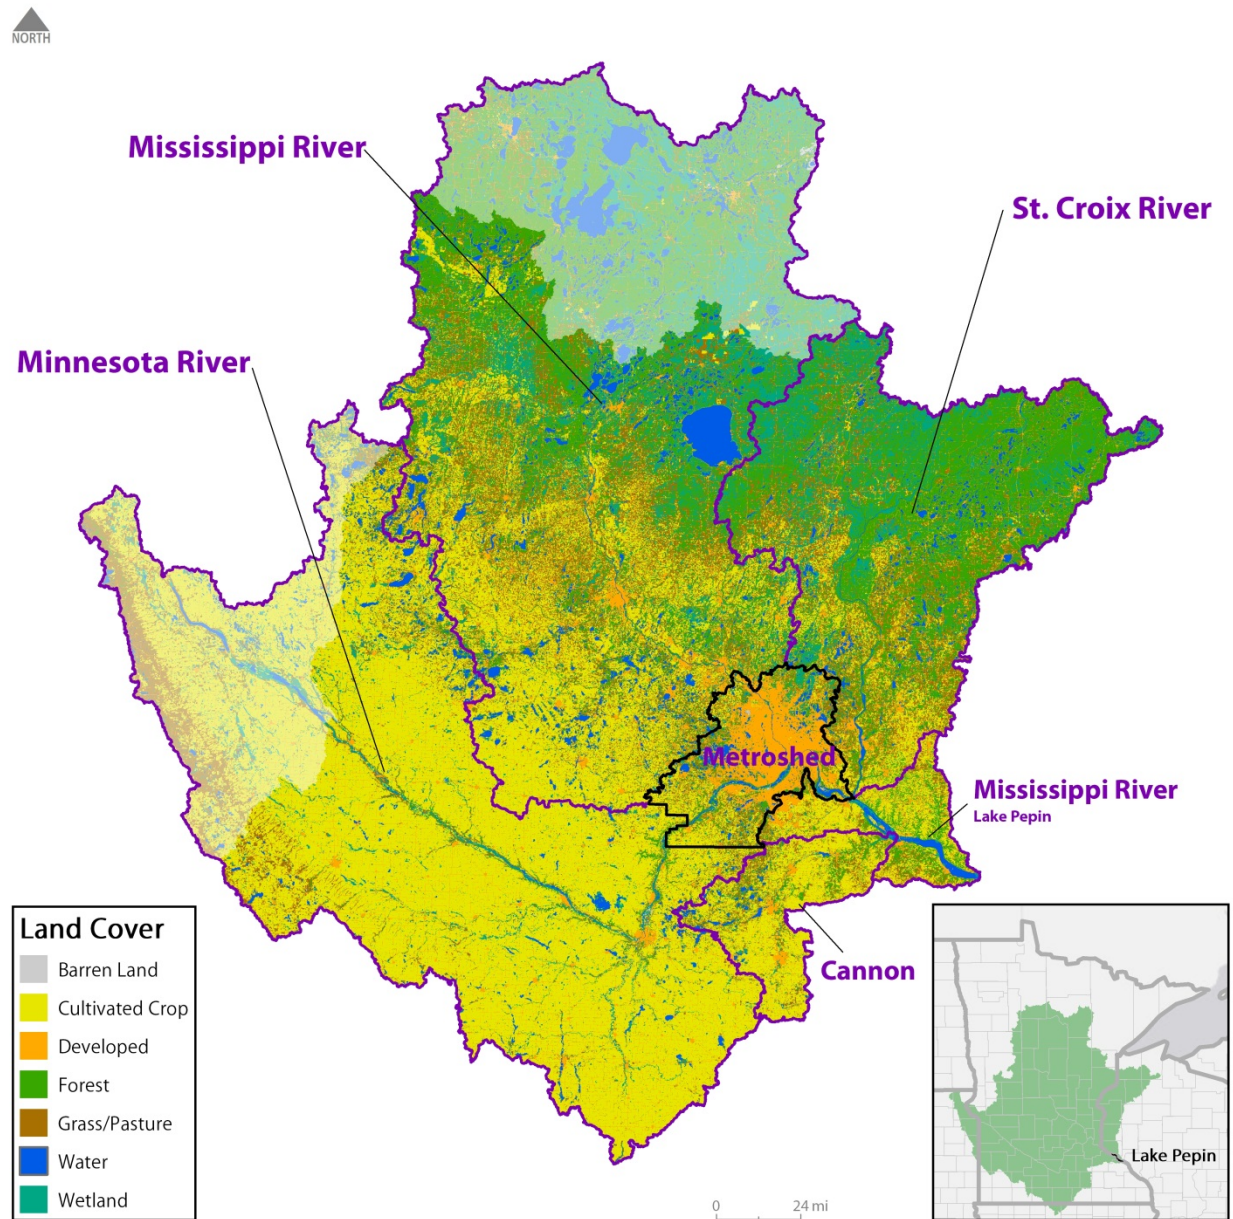 NORTH
Mississippi River
St. Croix River
Minnesota River
Metroshed
Mississippi River
Lake Pepin
Cannon
Land Cover
Barren Land
Cultivated Crop
Developed
Forest
Grass/Pasture
Water
Wetland
0 24 mi
Lake Pepin